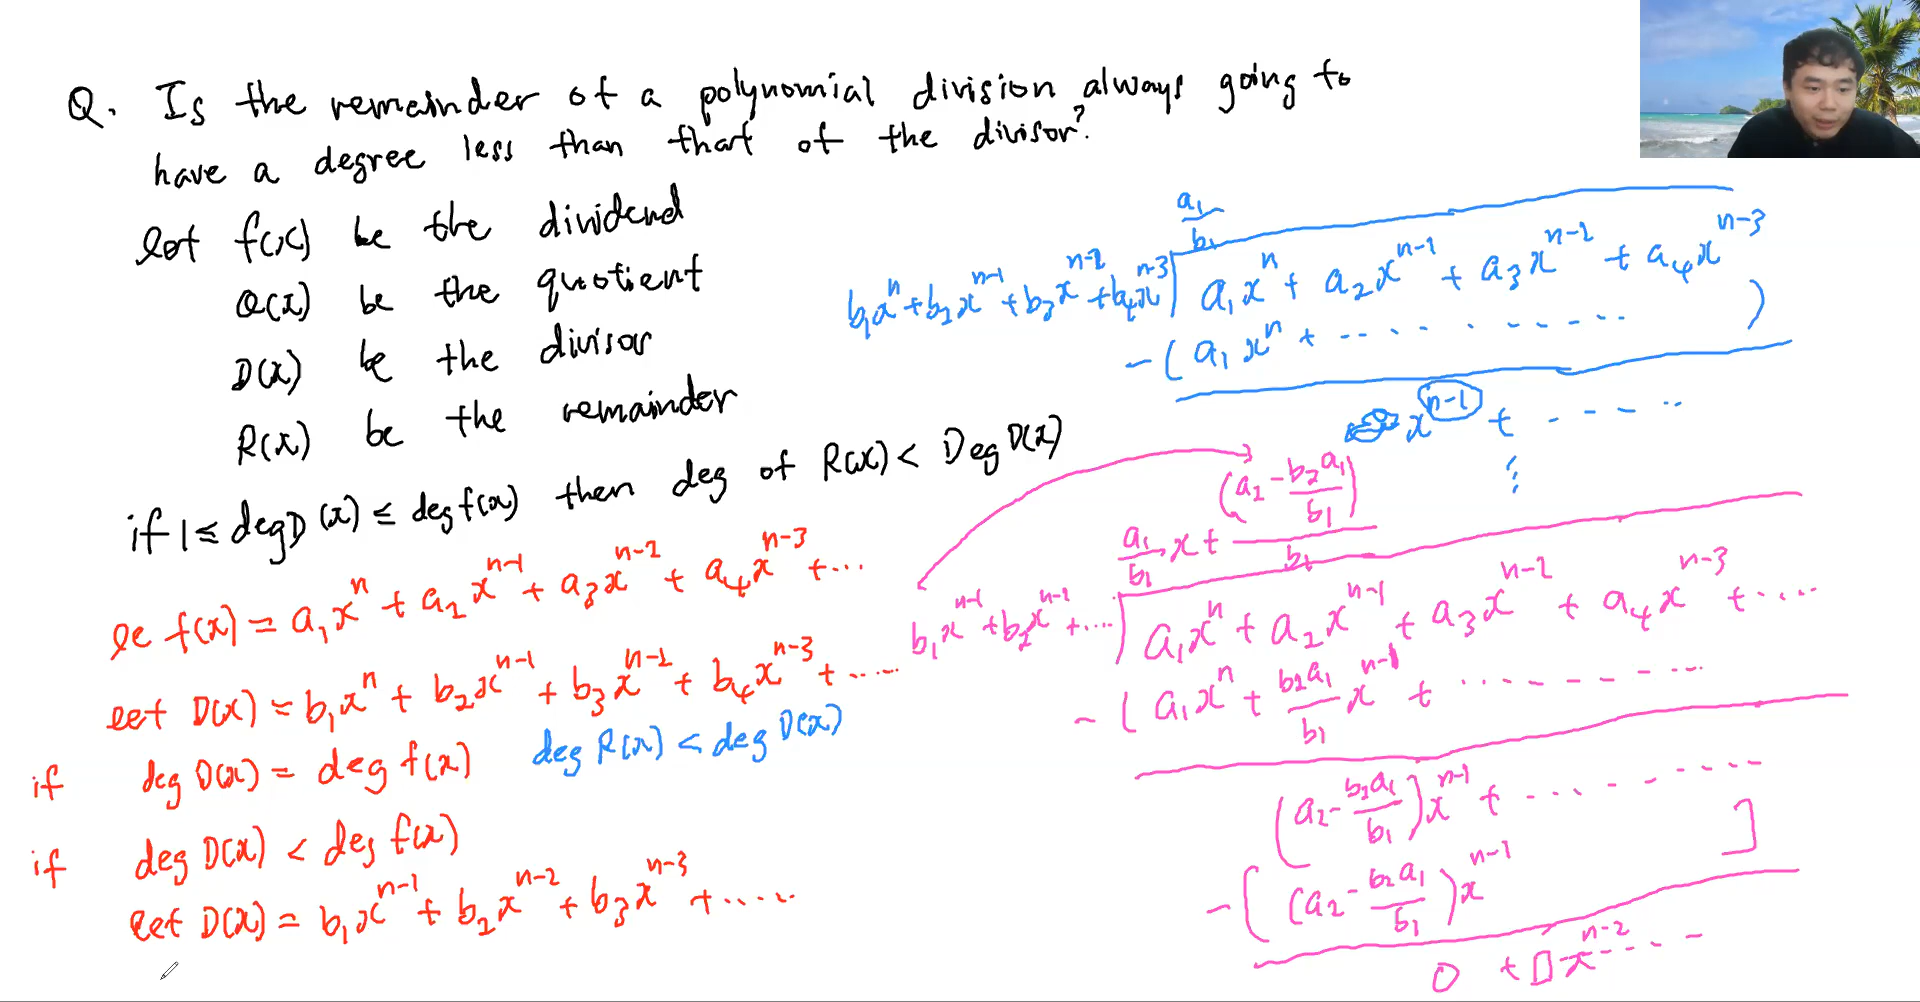 Q. Is the remainder of a polynomial division always going to
have a degree less than that of the divisor?
let f(x) be the dividend
Q(x) be the quotient
D(x) be the divisor
R(x) be the remainder
if 1 ≤ deg D(x) ≤ deg f(x) then deg of R(x) < Deg D(x)
le f(x) = a₁xⁿ + a₂xⁿ⁻¹ + a₃xⁿ⁻² + a₄xⁿ⁻³ + ...
let D(x) = b₁xⁿ + b₂xⁿ⁻¹ + b₃xⁿ⁻² + b₄xⁿ⁻³ + .....
if deg D(x) = deg f(x) deg R(x) < deg D(x)
if deg D(x) < deg f(x)
let D(x) = b₁xⁿ⁻¹ + b₂xⁿ⁻² + b₃xⁿ⁻³ + .....
a₁/b₁
b₁xⁿ + b₂xⁿ⁻¹ + b₃xⁿ⁻² + b₄xⁿ⁻³ a₁xⁿ + a₂xⁿ⁻¹ + a₃xⁿ⁻² + a₄xⁿ⁻³
-(a₁xⁿ + ..........)
xⁿ⁻¹ + ......
(a₂ - b₂a₁/b₁)
a₁/b₁ x + b₁
b₁xⁿ⁻¹ + b₂xⁿ⁻² + .... a₁xⁿ + a₂xⁿ⁻¹ + a₃xⁿ⁻² + a₄xⁿ⁻³ + ....
-(a₁xⁿ + b₂a₁/b₁ xⁿ⁻¹ + ........
(a₂ - b₂a₁/b₁)xⁿ⁻¹ + ........
-[(a₂ - b₂a₁/b₁)xⁿ⁻¹ ]
0 + □xⁿ⁻² ....